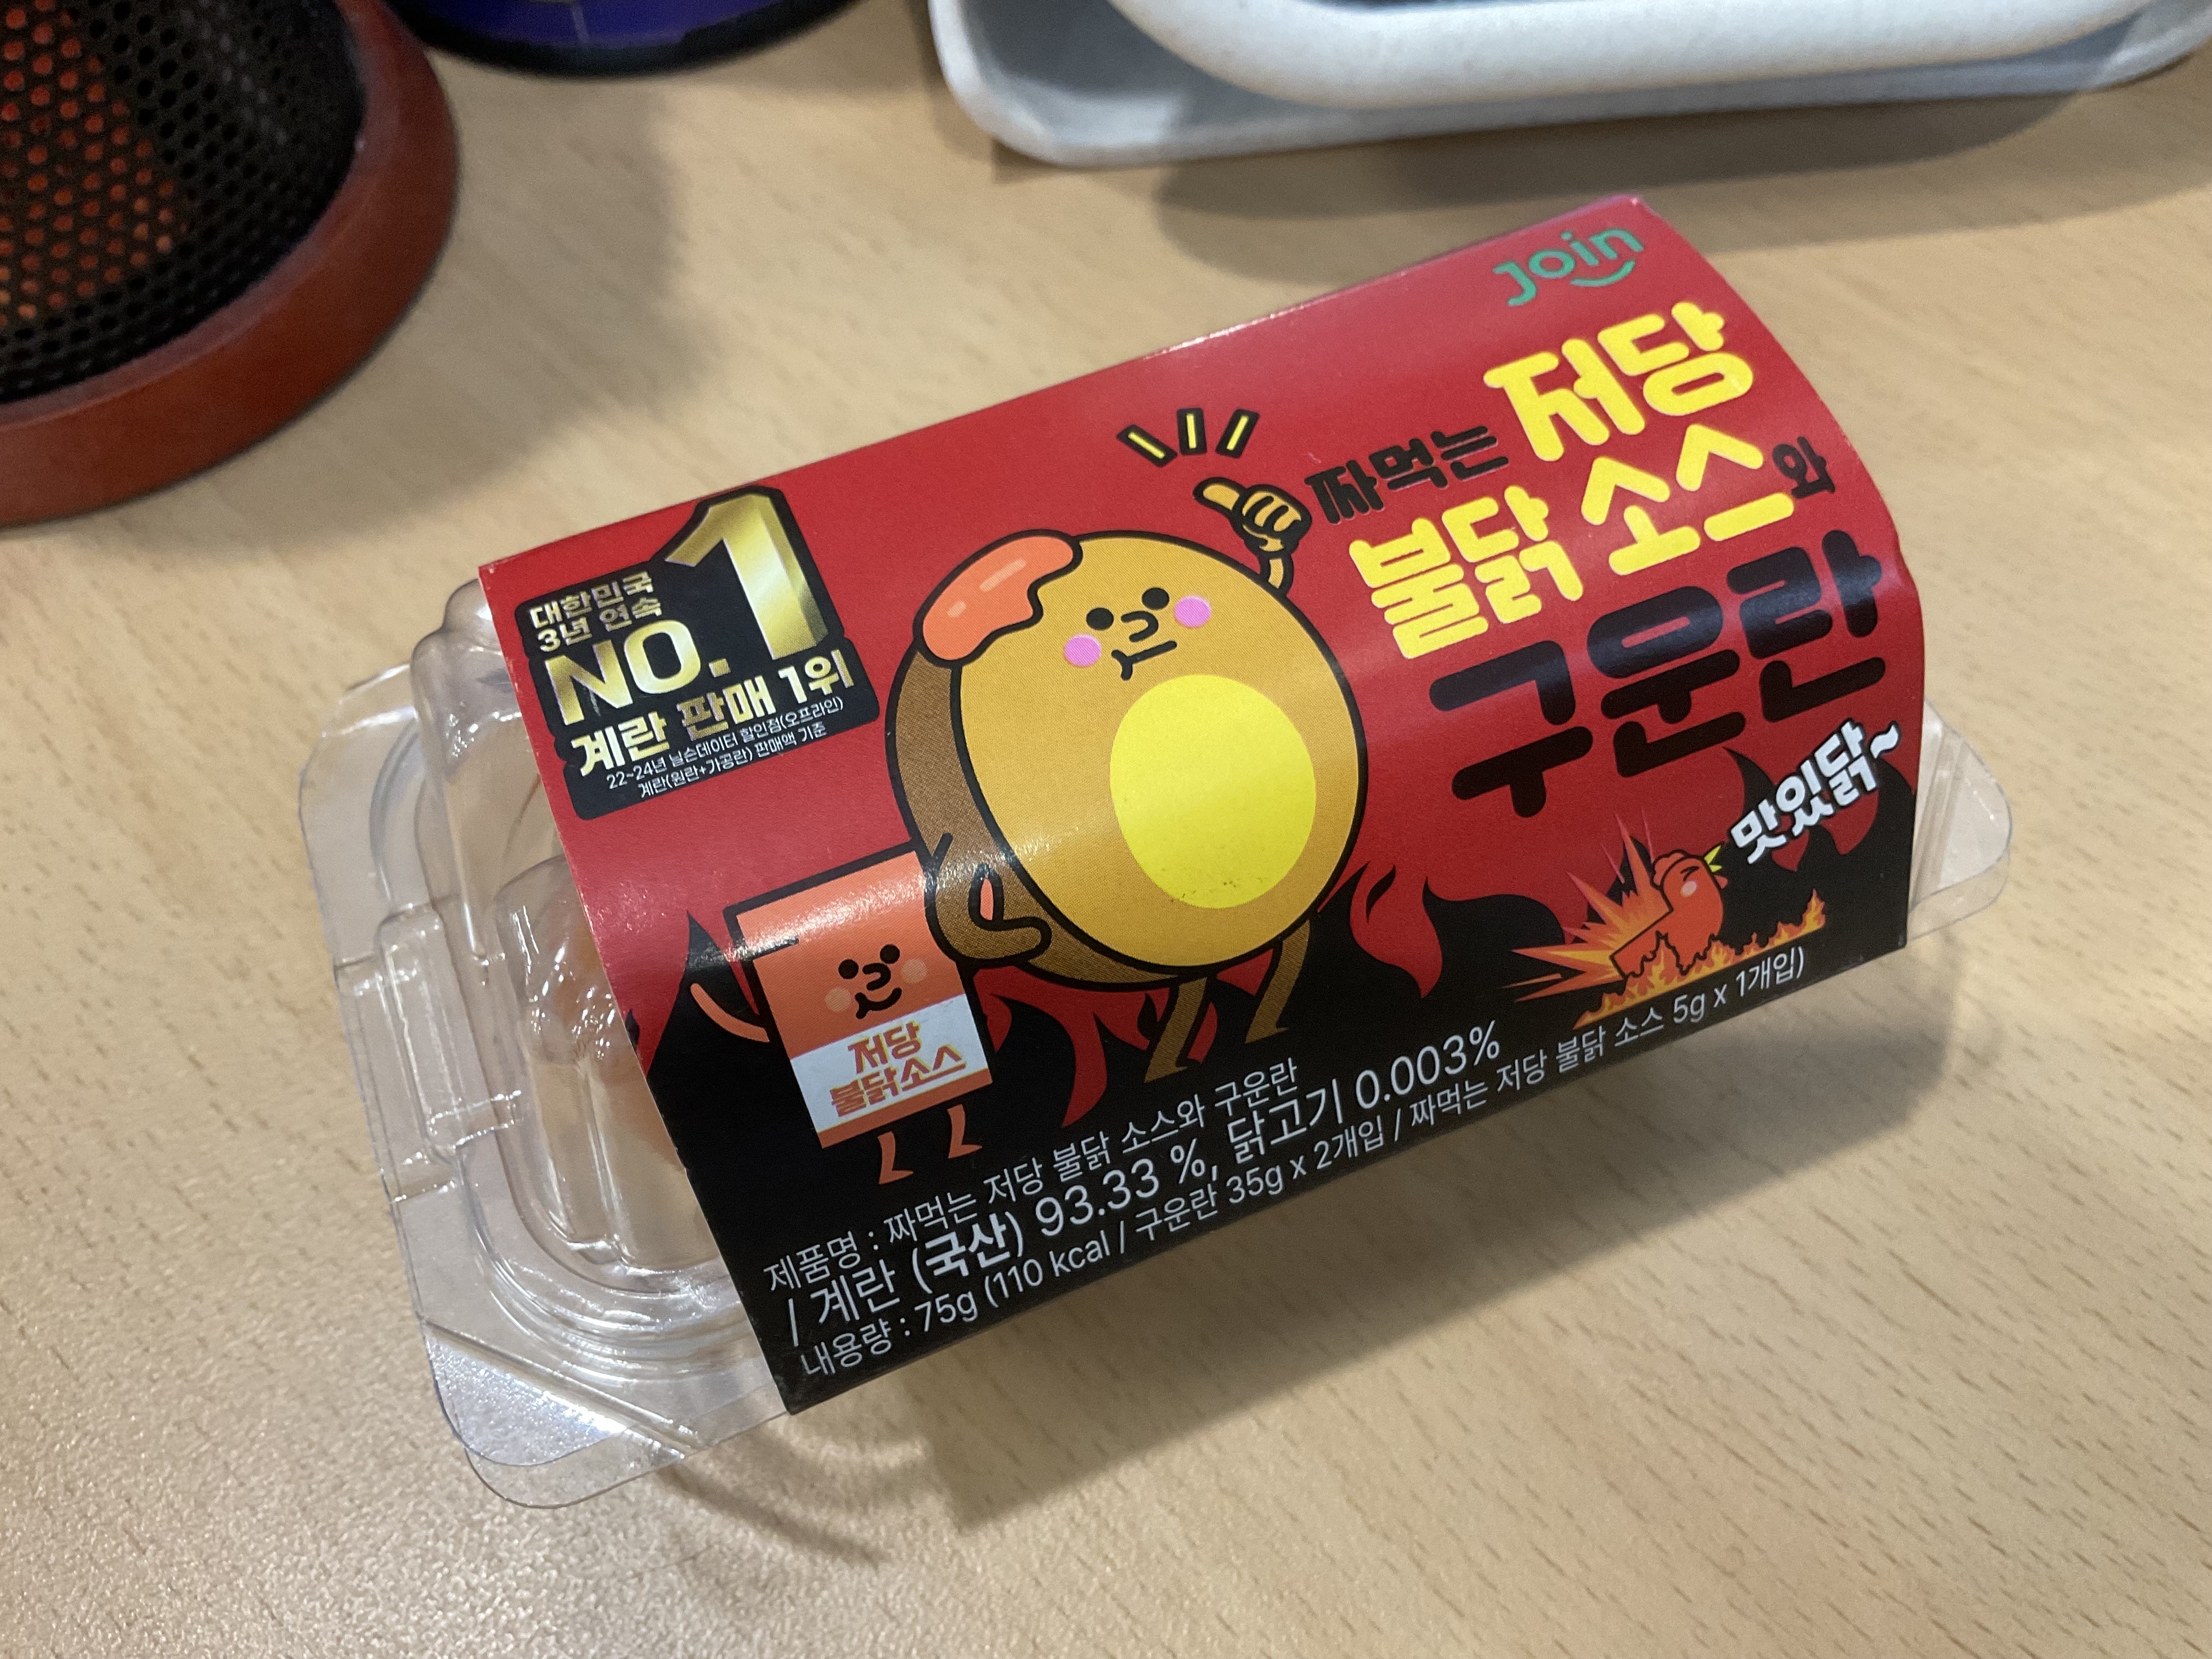 Join
짜먹는 저당
불닭 소스와
구운란
맛있닭~
대한민국
3년 연속
NO.1
계란 판매 1위
22~24년 닐슨데이터 할인점(오프라인)
계란(원란+가공란) 판매액 기준
저당
불닭소스
제품명 : 짜먹는 저당 불닭 소스와 구운란
/ 계란 (국산) 93.33 %, 닭고기 0.003%
내용량 : 75g (110 kcal / 구운란 35g x 2개입 / 짜먹는 저당 불닭 소스 5g x 1개입)